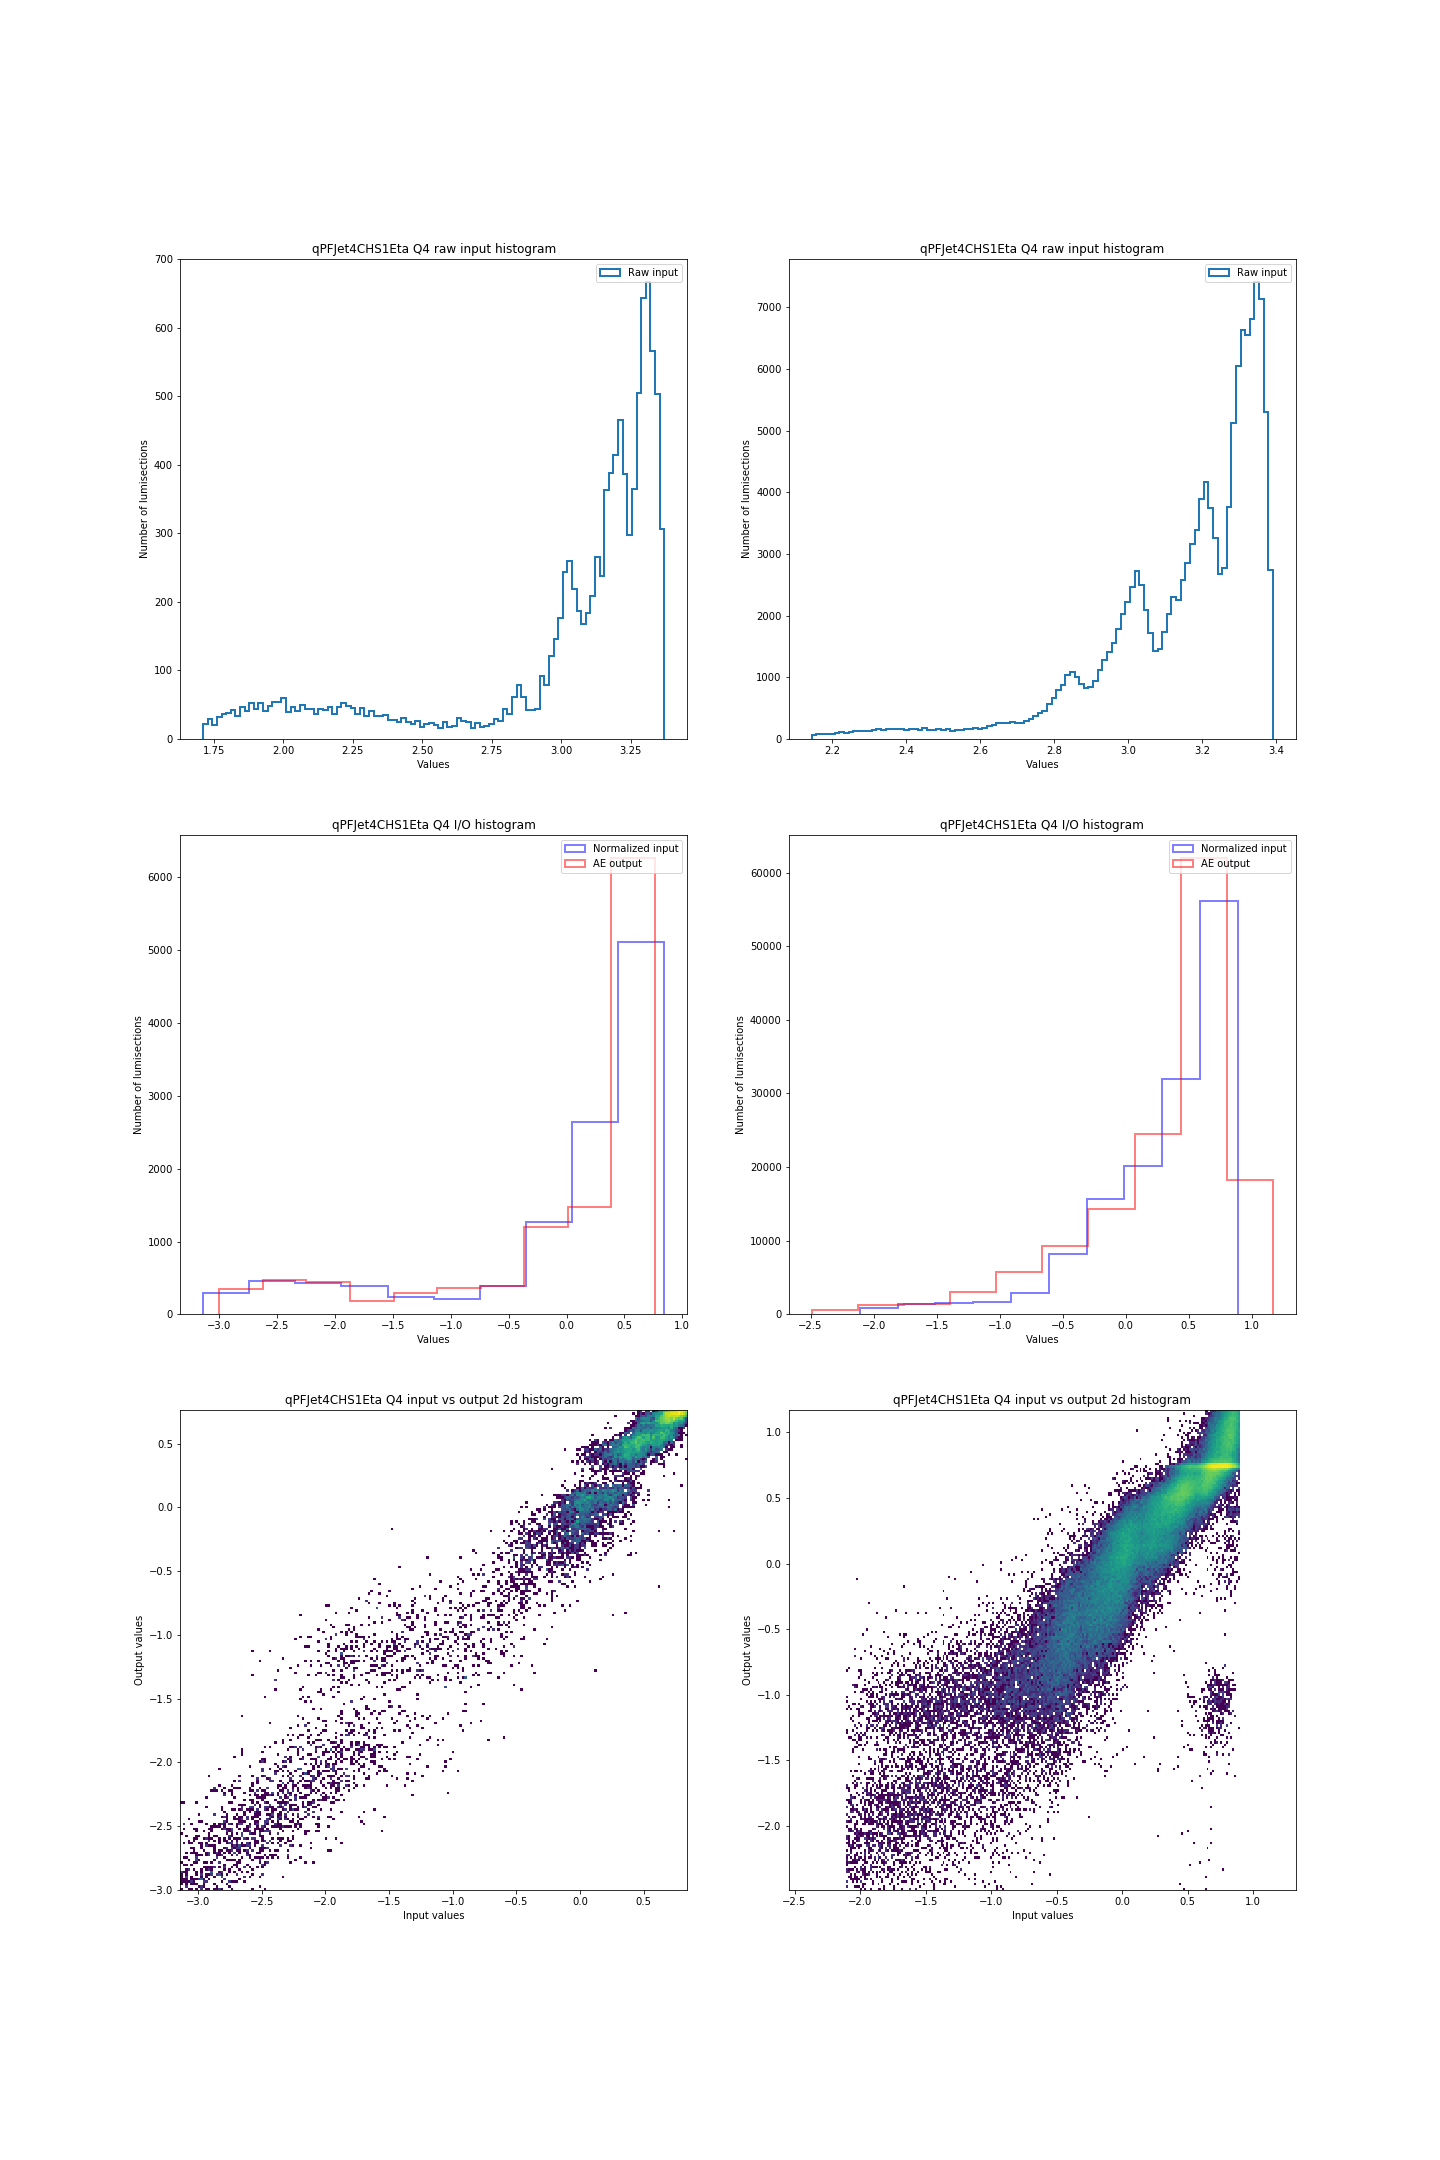 qPFJet4CHS1Eta Q4 raw input histogram
Raw input
700
600
500
400
300
200
100
0
Number of lumisections
1.75 2.00 2.25 2.50 2.75 3.00 3.25
Values
qPFJet4CHS1Eta Q4 raw input histogram
Raw input
7000
6000
5000
4000
3000
2000
1000
0
Number of lumisections
2.2 2.4 2.6 2.8 3.0 3.2 3.4
Values
qPFJet4CHS1Eta Q4 I/O histogram
Normalized input
AE output
6000
5000
4000
3000
2000
1000
0
Number of lumisections
−3.0 −2.5 −2.0 −1.5 −1.0 −0.5 0.0 0.5 1.0
Values
qPFJet4CHS1Eta Q4 I/O histogram
Normalized input
AE output
60000
50000
40000
30000
20000
10000
0
Number of lumisections
−2.5 −2.0 −1.5 −1.0 −0.5 0.0 0.5 1.0
Values
qPFJet4CHS1Eta Q4 input vs output 2d histogram
0.5
0.0
−0.5
−1.0
−1.5
−2.0
−2.5
−3.0
Output values
−3.0 −2.5 −2.0 −1.5 −1.0 −0.5 0.0 0.5
Input values
qPFJet4CHS1Eta Q4 input vs output 2d histogram
1.0
0.5
0.0
−0.5
−1.0
−1.5
−2.0
Output values
−2.5 −2.0 −1.5 −1.0 −0.5 0.0 0.5 1.0
Input values